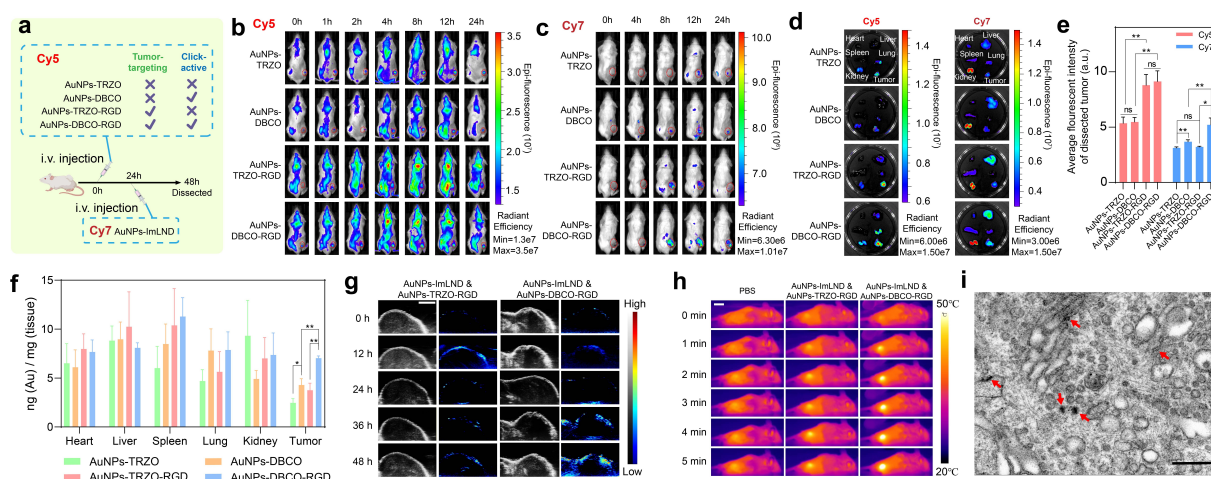 a
Cy5
Tumor-
targeting
Click-
active
AuNPs-TRZO
AuNPs-DBCO
AuNPs-TRZO-RGD
AuNPs-DBCO-RGD
i.v. injection
0h
24h
48h
Dissected
i.v. injection
Cy7 AuNPs-ImLND
b
Cy5
0h 1h 2h 4h 8h 12h 24h
AuNPs-
TRZO
AuNPs-
DBCO
AuNPs-
TRZO-RGD
AuNPs-
DBCO-RGD
3.5
3.0
2.5
2.0
1.5
Epi-fluorescence (10⁷)
Radiant
Efficiency
Min=1.3e7
Max=3.5e7
c
Cy7
0h 4h 8h 12h 24h
AuNPs-
TRZO
AuNPs-
DBCO
AuNPs-
TRZO-RGD
AuNPs-
DBCO-RGD
10.0
9.0
8.0
7.0
Epi-fluorescence (10⁶)
Radiant
Efficiency
Min=6.30e6
Max=1.01e7
d
Cy5
Cy7
Heart Liver
Spleen Lung
Kidney Tumor
Heart Liver
Spleen Lung
Kidney Tumor
AuNPs-
TRZO
AuNPs-
DBCO
AuNPs-
TRZO-RGD
AuNPs-
DBCO-RGD
1.4
1.2
1.0
0.8
0.6
Epi-fluorescence (10⁷)
Radiant
Efficiency
Min=6.00e6
Max=1.50e7
1.4
1.2
1.0
0.8
0.6
0.4
Epi-fluorescence (10⁷)
Radiant
Efficiency
Min=3.00e6
Max=1.50e7
e
Average flourescent intensity
of dissected tumor (a.u.)
10
5
0
Cy5
Cy7
**
**
ns
ns
**
ns
**
*
AuNPs-TRZO
AuNPs-DBCO
AuNPs-TRZO-RGD
AuNPs-DBCO-RGD
AuNPs-TRZO
AuNPs-DBCO
AuNPs-TRZO-RGD
AuNPs-DBCO-RGD
f
ng (Au) / mg (tissue)
15
10
5
0
*
**
**
Heart Liver Spleen Lung Kidney Tumor
AuNPs-TRZO AuNPs-DBCO
AuNPs-TRZO-RGD AuNPs-DBCO-RGD
g
AuNPs-ImLND &
AuNPs-TRZO-RGD
AuNPs-ImLND &
AuNPs-DBCO-RGD
0 h
12 h
24 h
36 h
48 h
High
Low
h
PBS
AuNPs-ImLND &
AuNPs-TRZO-RGD
AuNPs-ImLND &
AuNPs-DBCO-RGD
0 min
1 min
2 min
3 min
4 min
5 min
50℃
℃
20℃
i